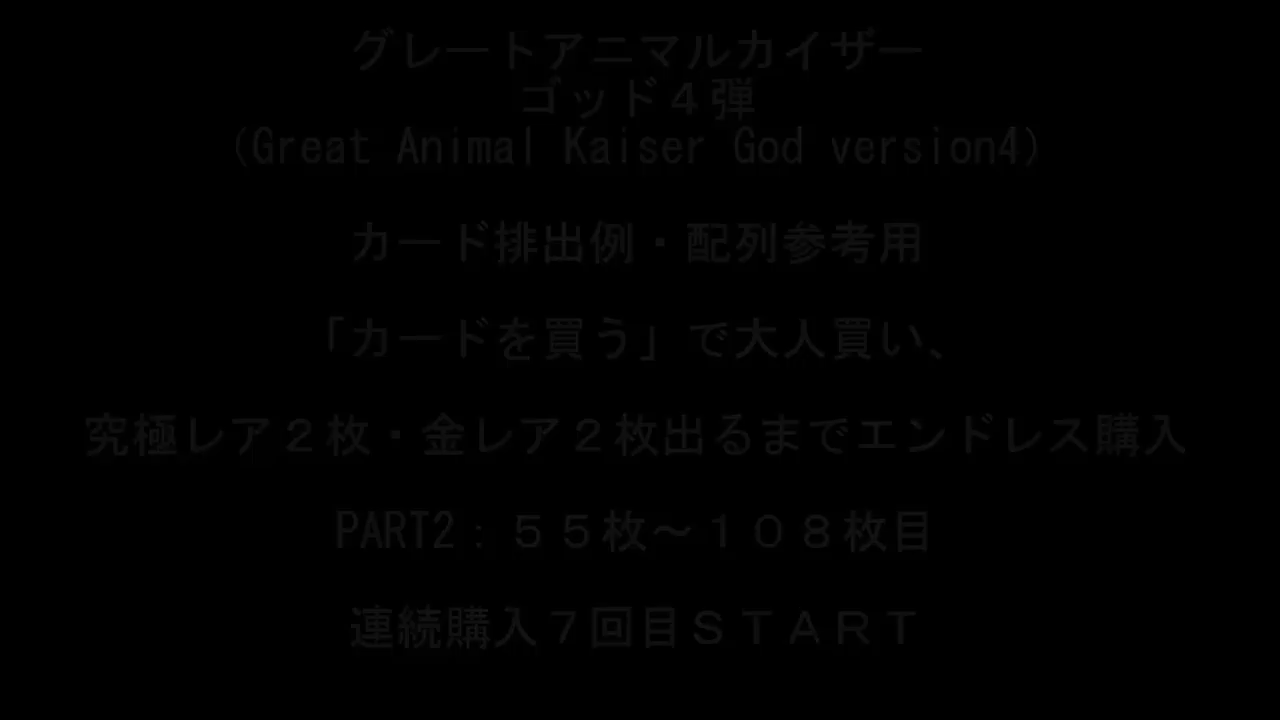 グレートアニマルカイザー
ゴッド４弾
(Great Animal Kaiser God version4)
カード排出例・配列参考用
「カードを買う」で大人買い、
究極レア２枚・金レア２枚出るまでエンドレス購入
PART2：５５枚～１０８枚目
連続購入７回目ＳＴＡＲＴ